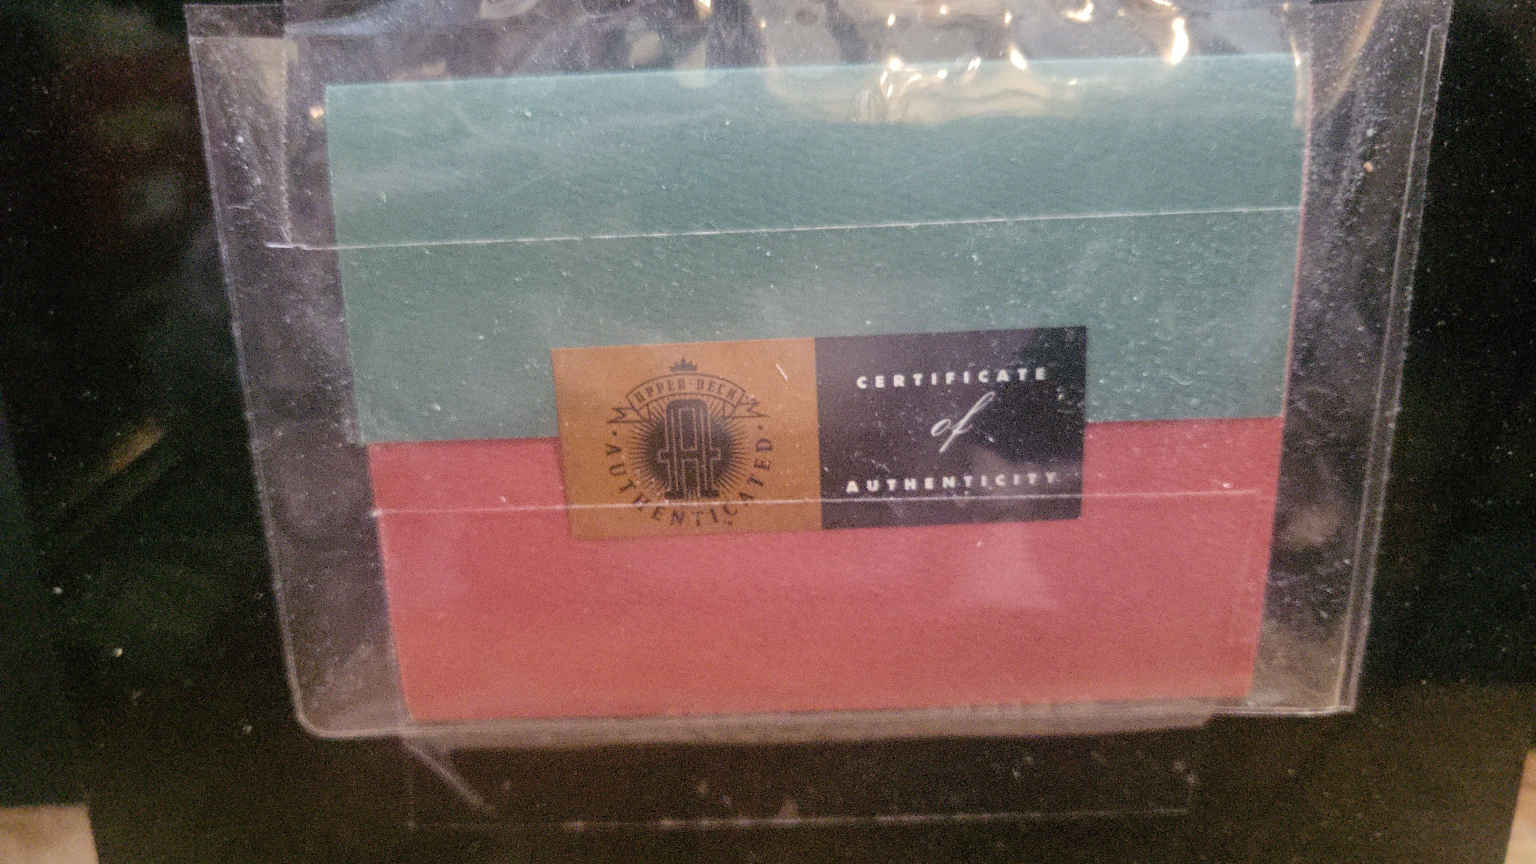 UPPER DECK
AUTHENTICATED
CERTIFICATE
of
AUTHENTICITY